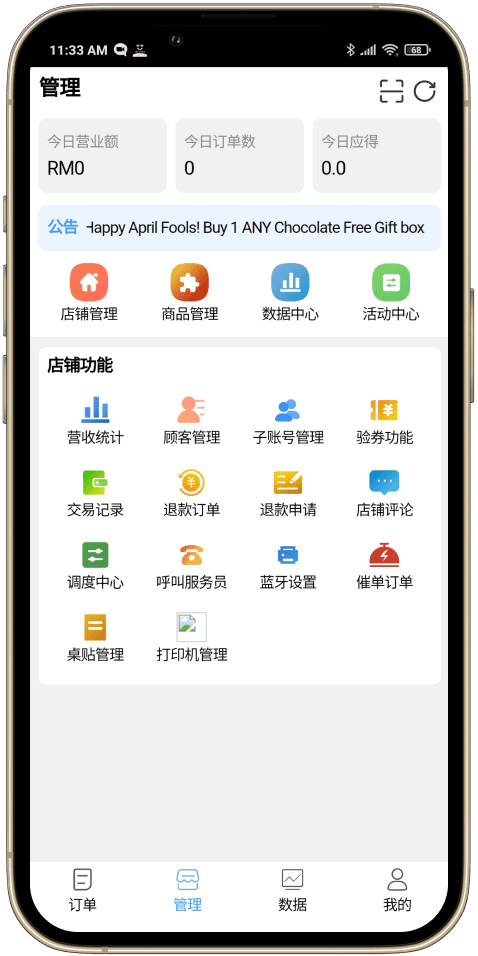 11:33 AM
68
管理
今日营业额 今日订单数 今日应得
RM0 0 0.0
公告 Happy April Fools! Buy 1 ANY Chocolate Free Gift box
店铺管理 商品管理 数据中心 活动中心
店铺功能
营收统计 顾客管理 子账号管理 验券功能
交易记录 退款订单 退款申请 店铺评论
调度中心 呼叫服务员 蓝牙设置 催单订单
桌贴管理 打印机管理
订单 管理 数据 我的